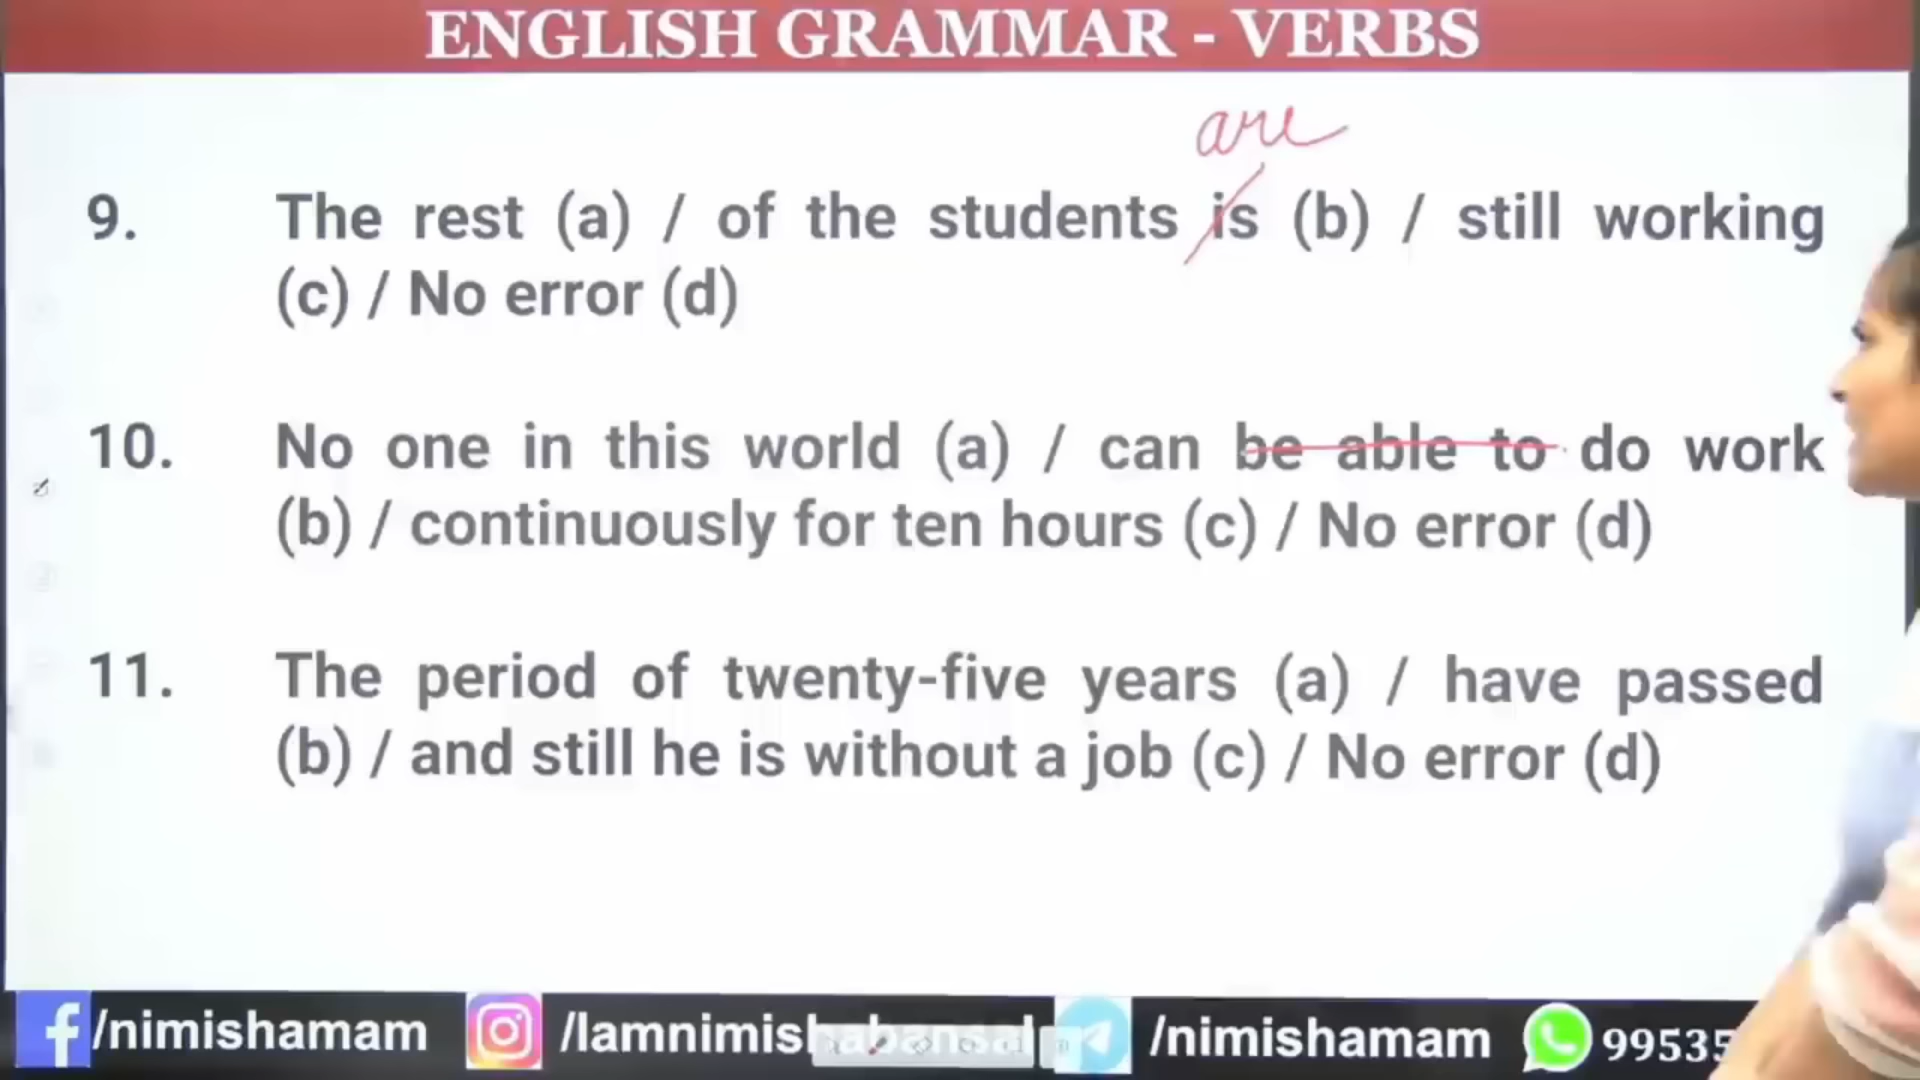 ENGLISH GRAMMAR - VERBS
are
9. The rest (a) / of the students is (b) / still working
(c) / No error (d)
10. No one in this world (a) / can be able to do work
(b) / continuously for ten hours (c) / No error (d)
11. The period of twenty-five years (a) / have passed
(b) / and still he is without a job (c) / No error (d)
/nimishamam /Iamnimishabansal /nimishamam 99535